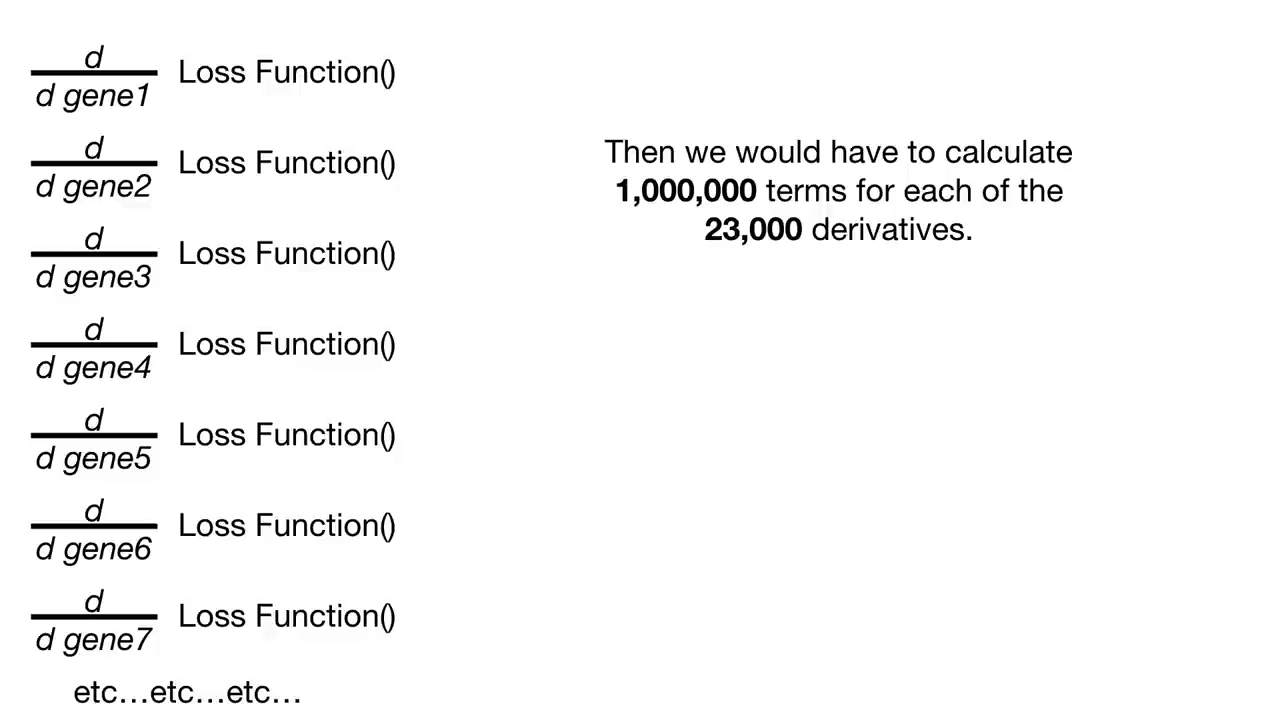 d
d gene1 Loss Function()
d
d gene2 Loss Function()
d
d gene3 Loss Function()
d
d gene4 Loss Function()
d
d gene5 Loss Function()
d
d gene6 Loss Function()
d
d gene7 Loss Function()
etc…etc…etc…
Then we would have to calculate
1,000,000 terms for each of the
23,000 derivatives.